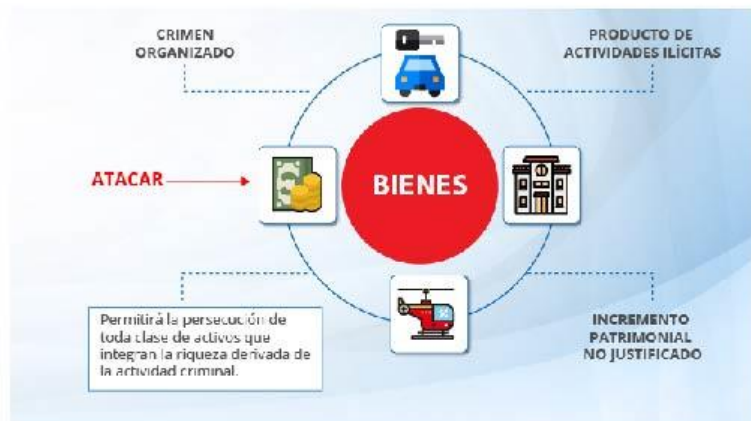 CRIMEN
ORGANIZADO
PRODUCTO DE
ACTIVIDADES ILÍCITAS
ATACAR
BIENES
Permitirá la persecución de
toda clase de activos que
integran la riqueza derivada de
la actividad criminal.
INCREMENTO
PATRIMONIAL
NO JUSTIFICADO